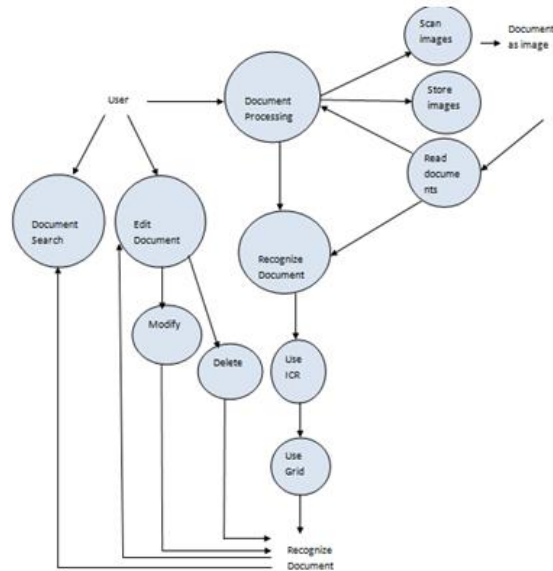 Scan
images
Document
as image
User
Document
Processing
Store
images
Read
docume
nts
Document
Search
Edit
Document
Recognize
Document
Modify
Delete
Use
ICR
Use
Grid
Recognize
Document